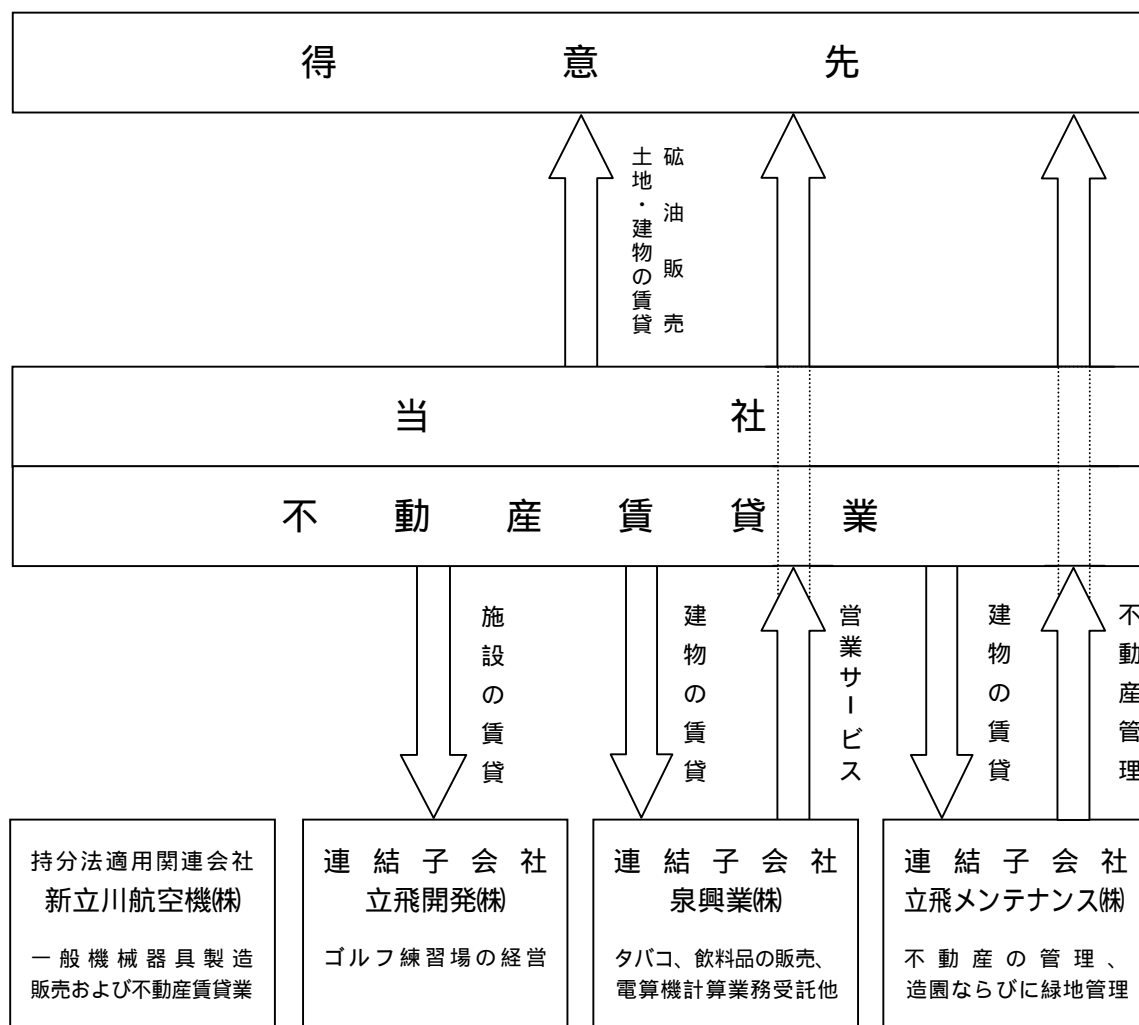 得意先
砿油販売
土地・建物の賃貸
当社
不動産賃貸業
施設の賃貸
建物の賃貸
営業サービス
建物の賃貸
不動産管理
持分法適用関連会社
新立川航空機㈱
一般機械器具製造
販売および不動産賃貸業
連結子会社
立飛開発㈱
ゴルフ練習場の経営
連結子会社
泉興業㈱
タバコ、飲料品の販売、
電算機計算業務受託他
連結子会社
立飛メンテナンス㈱
不動産の管理、
造園ならびに緑地管理